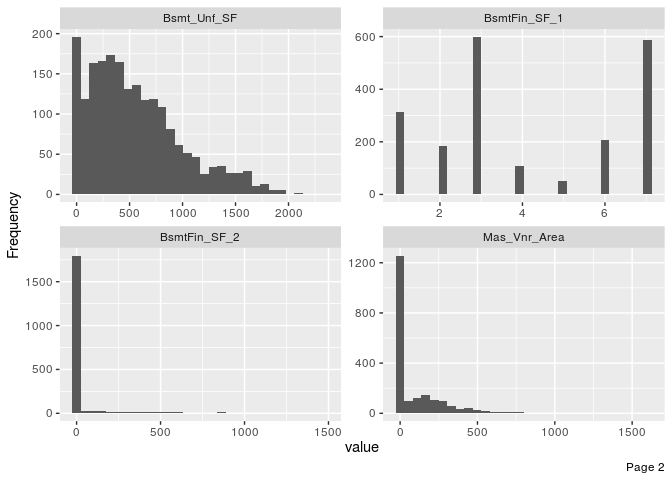 Bsmt_Unf_SF
BsmtFin_SF_1
200
150
100
50
0
0 500 1000 1500 2000
600
400
200
0
2 4 6
Frequency
BsmtFin_SF_2
Mas_Vnr_Area
1500
1000
500
0
0 500 1000 1500
1200
800
400
0
0 500 1000 1500
value
Page 2